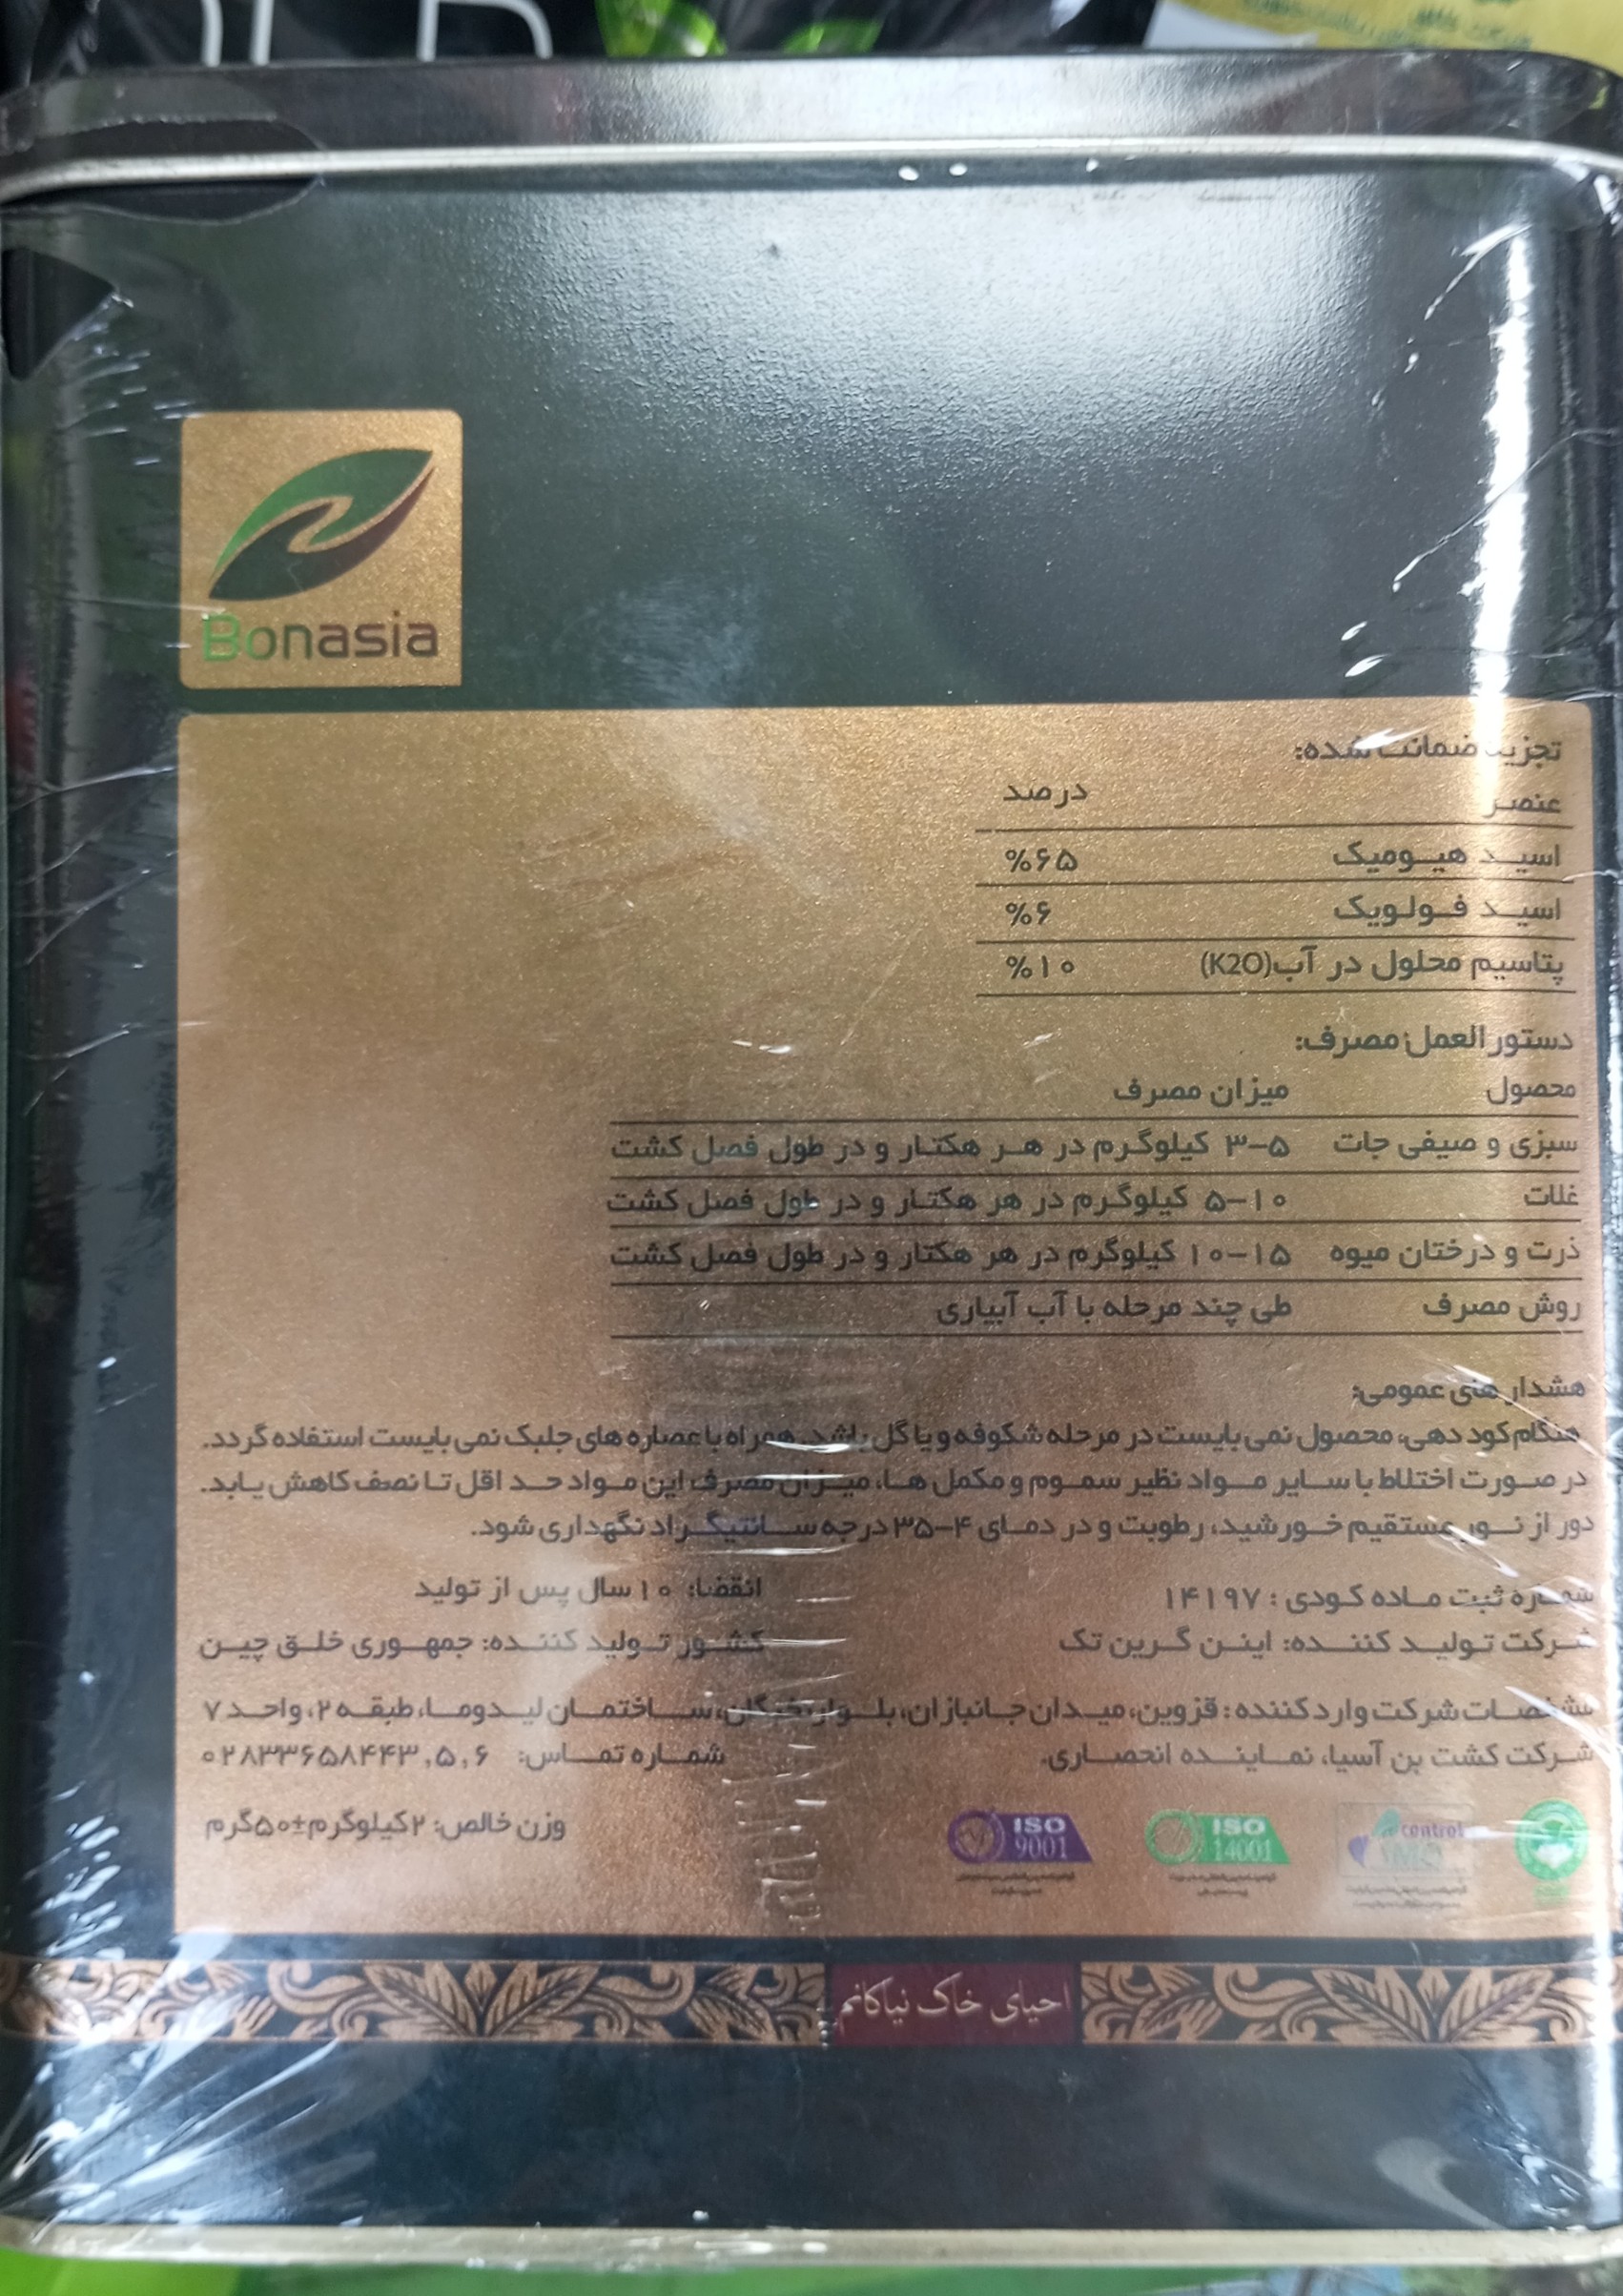 Bonasia
تجزیه ضمانت شده:
عنصر درصد
اسید هیومیک %۶۵
اسید فولویک %۶
پتاسیم محلول در آب(K2O) %۱۰
دستورالعمل مصرف:
محصول میزان مصرف
سبزی و صیفی جات ۳-۵ کیلوگرم در هر هکتار و در طول فصل کشت
غلات ۵-۱۰ کیلوگرم در هر هکتار و در طول فصل کشت
ذرت و درختان میوه ۱۰-۱۵ کیلوگرم در هر هکتار و در طول فصل کشت
روش مصرف طی چند مرحله با آب آبیاری
هشدار های عمومی:
هنگام کود دهی، محصول نمی بایست در مرحله شکوفه و یا گل باشد. همراه با عصاره های جلبک نمی بایست استفاده گردد.
در صورت اختلاط با سایر مواد نظیر سموم و مکمل ها، میزان مصرف این مواد حد اقل تا نصف کاهش یابد.
دور از نور مستقیم خورشید، رطوبت و در دمای ۴-۳۵ درجه سانتیگراد نگهداری شود.
شماره ثبت ماده کودی : ۱۴۱۹۷ انقضا: ۱۰ سال پس از تولید
شرکت تولید کننده: اینن گرین تک کشور تولید کننده: جمهوری خلق چین
مشخصات شرکت وارد کننده : قزوین، میدان جانبازان، بلوار نخبگان، ساختمان لیدوما، طبقه ۲، واحد ۷
شرکت کشت بن آسیا، نماینده انحصاری. شماره تماس: ۰۲۸۳۳۶۵۸۴۴۳,۵,۶
وزن خالص: ۲کیلوگرم±۵۰گرم
ISO 9001
ISO 14001
control
IMO
احیای خاک نیاکانم